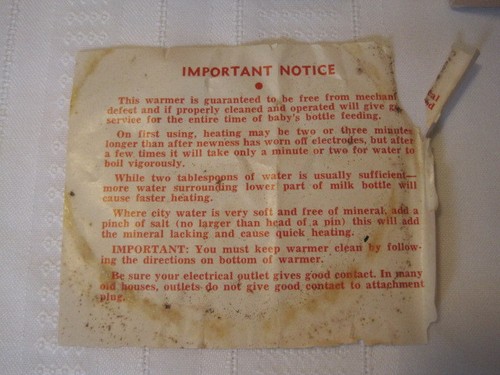 IMPORTANT NOTICE
This warmer is guaranteed to be free from mechan
defect and if properly cleaned and operated will give g
service for the entire time of baby's bottle feeding.
On first using, heating may be two or three minutes
longer than after newness has worn off electrodes, but after
a few times it will take only a minute or two for water to
boil vigorously.
While two tablespoons of water is usually sufficient—
more water surrounding lower part of milk bottle will
cause faster heating.
Where city water is very soft and free of mineral, add a
pinch of salt (no larger than head of a pin) this will add
the mineral lacking and cause quick heating.
IMPORTANT: You must keep warmer clean by follow-
ing the directions on bottom of warmer.
Be sure your electrical outlet gives good contact. In many
old houses, outlets do not give good contact to attachment
plug.